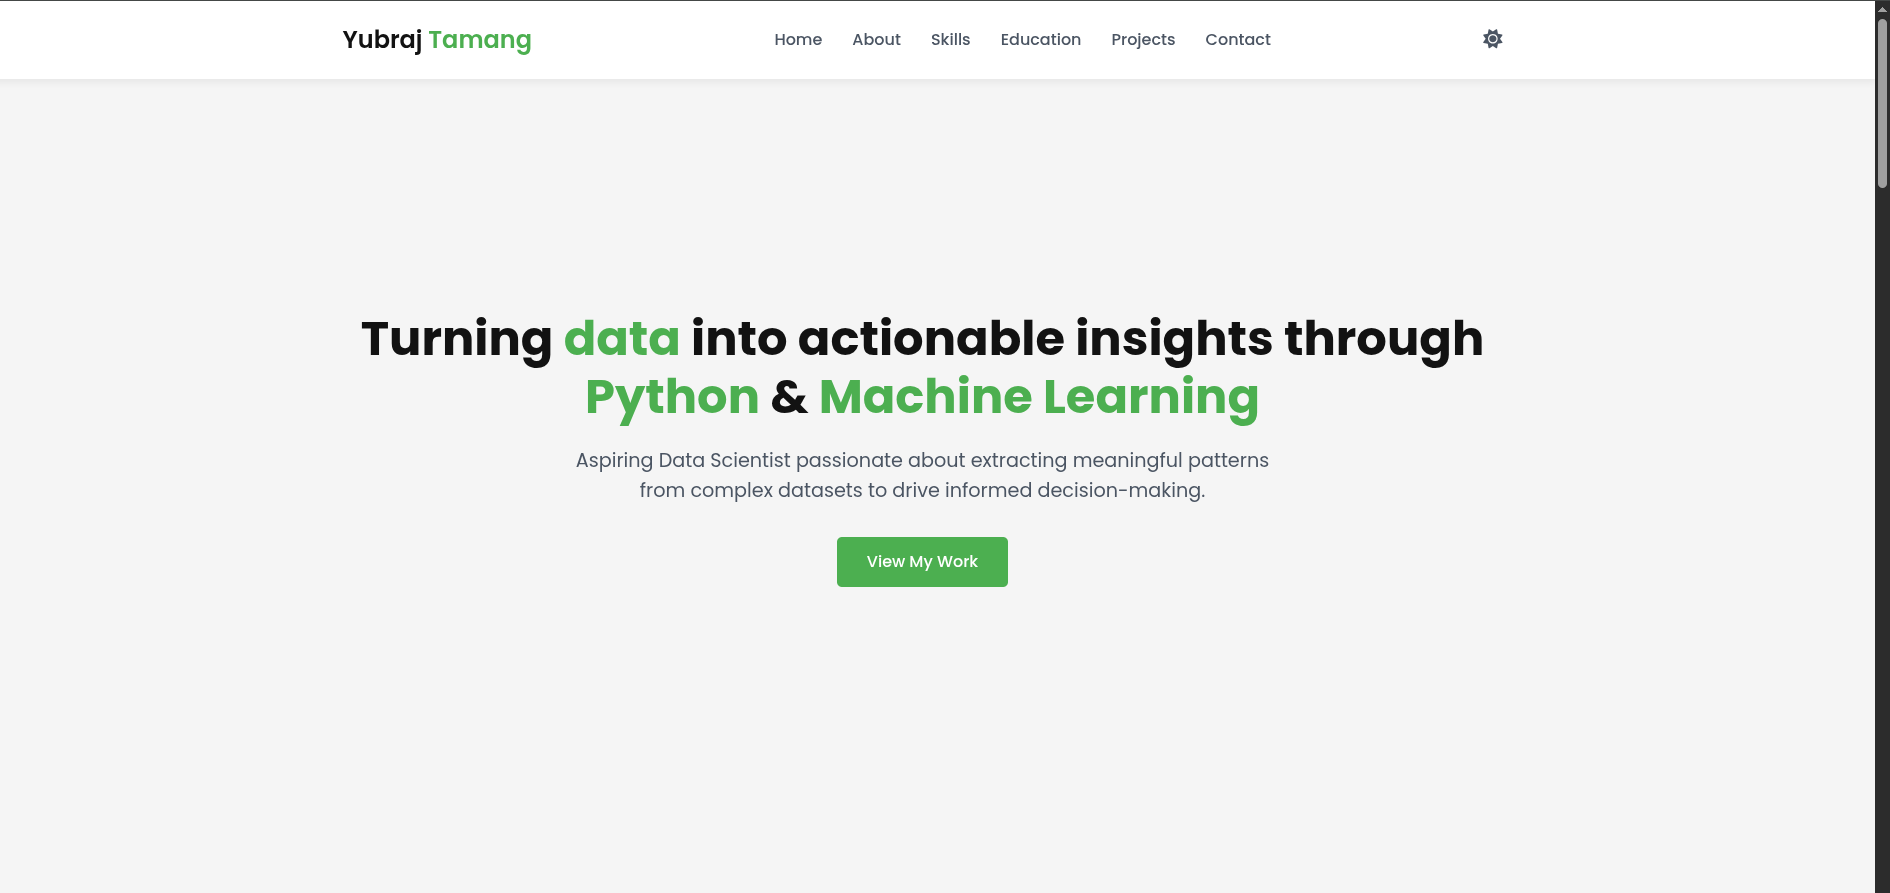 Yubraj Tamang
Home About Skills Education Projects Contact
Turning data into actionable insights through
Python & Machine Learning
Aspiring Data Scientist passionate about extracting meaningful patterns
from complex datasets to drive informed decision-making.
View My Work